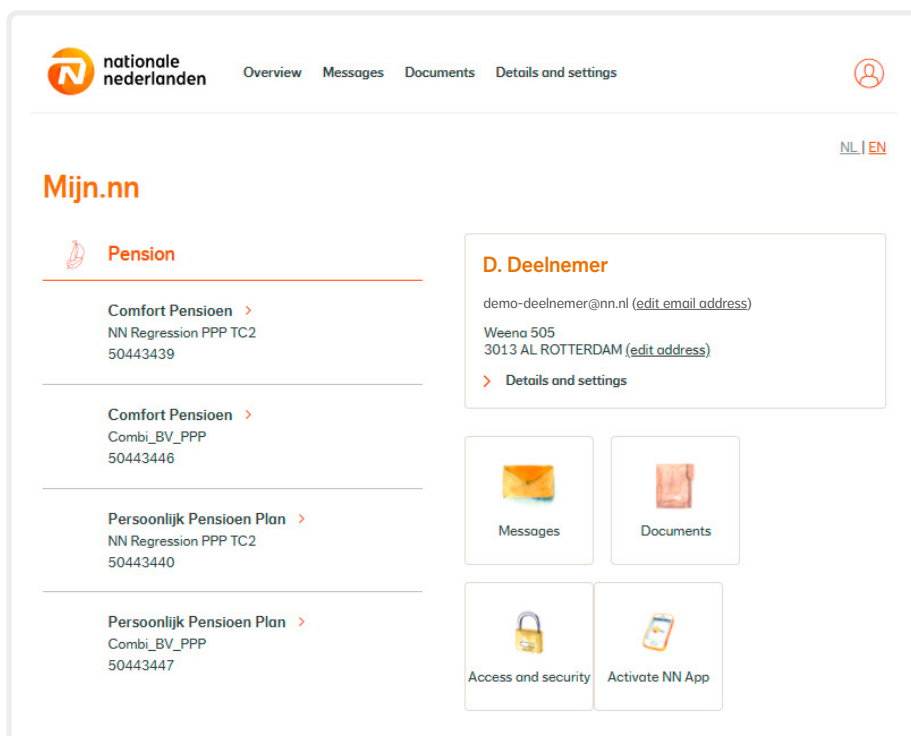 nationale
nederlanden
Overview Messages Documents Details and settings
NL | EN
Mijn.nn
Pension
Comfort Pensioen
NN Regression PPP TC2
50443439
Comfort Pensioen
Combi_BV_PPP
50443446
Persoonlijk Pensioen Plan
NN Regression PPP TC2
50443440
Persoonlijk Pensioen Plan
Combi_BV_PPP
50443447
D. Deelnemer
demo-deelnemer@nn.nl (edit email address)
Weena 505
3013 AL ROTTERDAM (edit address)
Details and settings
Messages
Documents
Access and security
Activate NN App